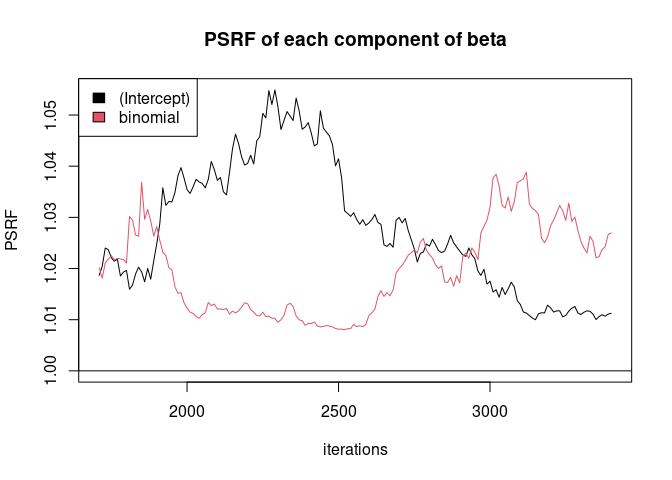 PSRF of each component of beta
(Intercept)
binomial
PSRF
1.05
1.04
1.03
1.02
1.01
1.00
2000 2500 3000
iterations